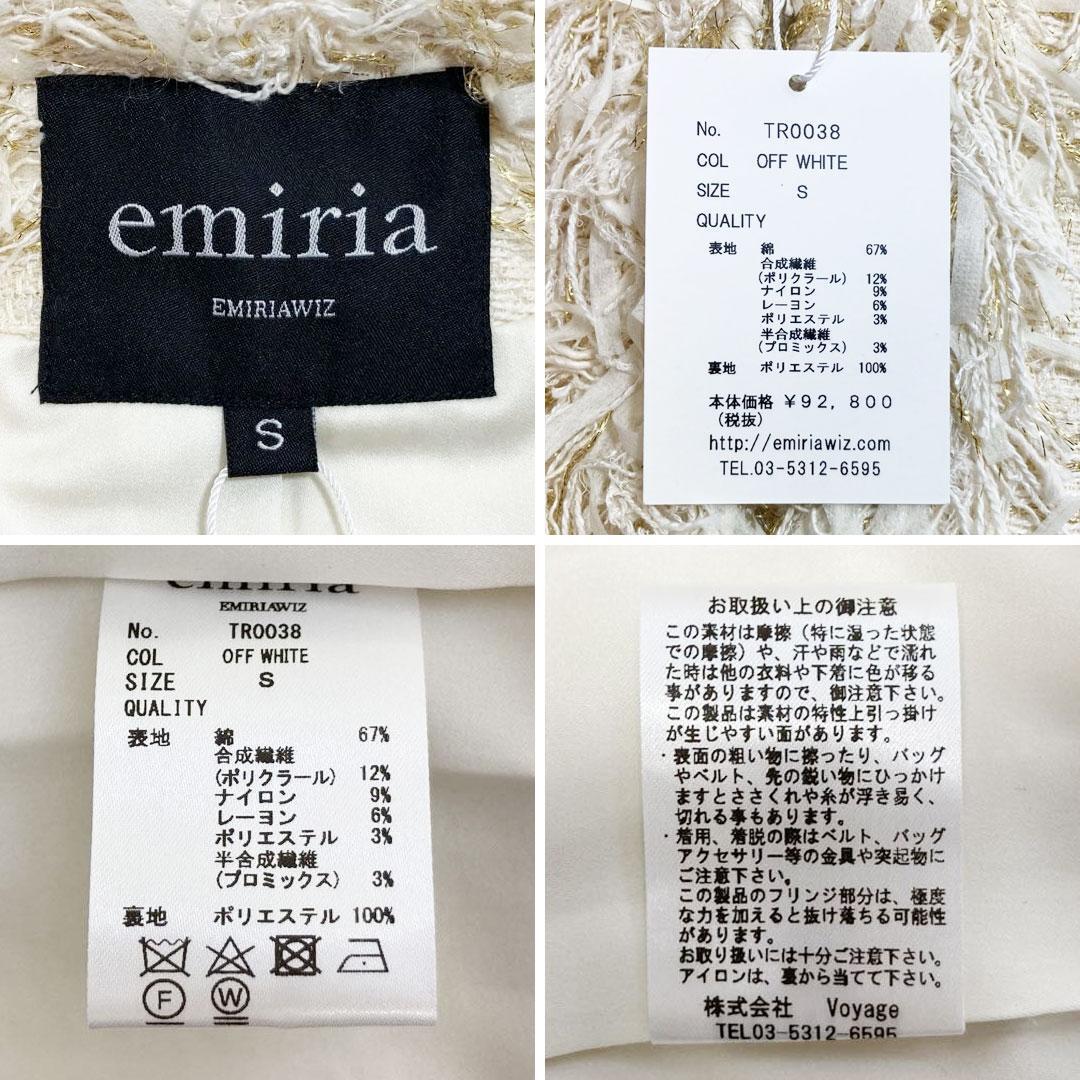 emiria
EMIRIAWIZ
S
No. TR0038
COL OFF WHITE
SIZE S
QUALITY
表地 綿 67%
合成繊維
(ポリクラール) 12%
ナイロン 9%
レーヨン 6%
ポリエステル 3%
半合成繊維
(プロミックス) 3%
裏地 ポリエステル 100%
本体価格 ¥92,800
(税抜)
http://emiriawiz.com
TEL.03-5312-6595
emiria
EMIRIAWIZ
No. TR0038
COL OFF WHITE
SIZE S
QUALITY
表地 綿 67%
合成繊維
(ポリクラール) 12%
ナイロン 9%
レーヨン 6%
ポリエステル 3%
半合成繊維
(プロミックス) 3%
裏地 ポリエステル 100%
F W
お取扱い上の御注意
この素材は摩擦(特に湿った状態
での摩擦)や、汗や雨などで濡れ
た時は他の衣料や下着に色が移る
事がありますので、御注意下さい。
この製品は素材の特性上引っ掛け
が生じやすい面があります。
・表面の粗い物に擦ったり、バッグ
やベルト、先の鋭い物にひっかけ
ますとささくれや糸が浮き易く、
切れる事もあります。
・着用、着脱の際はベルト、バッグ
アクセサリー等の金具や突起物に
ご注意下さい。
この製品のフリンジ部分は、極度
な力を加えると抜け落ちる可能性
があります。
お取り扱いには十分ご注意下さい。
アイロンは、裏から当てて下さい。
株式会社 Voyage
TEL03-5312-6595